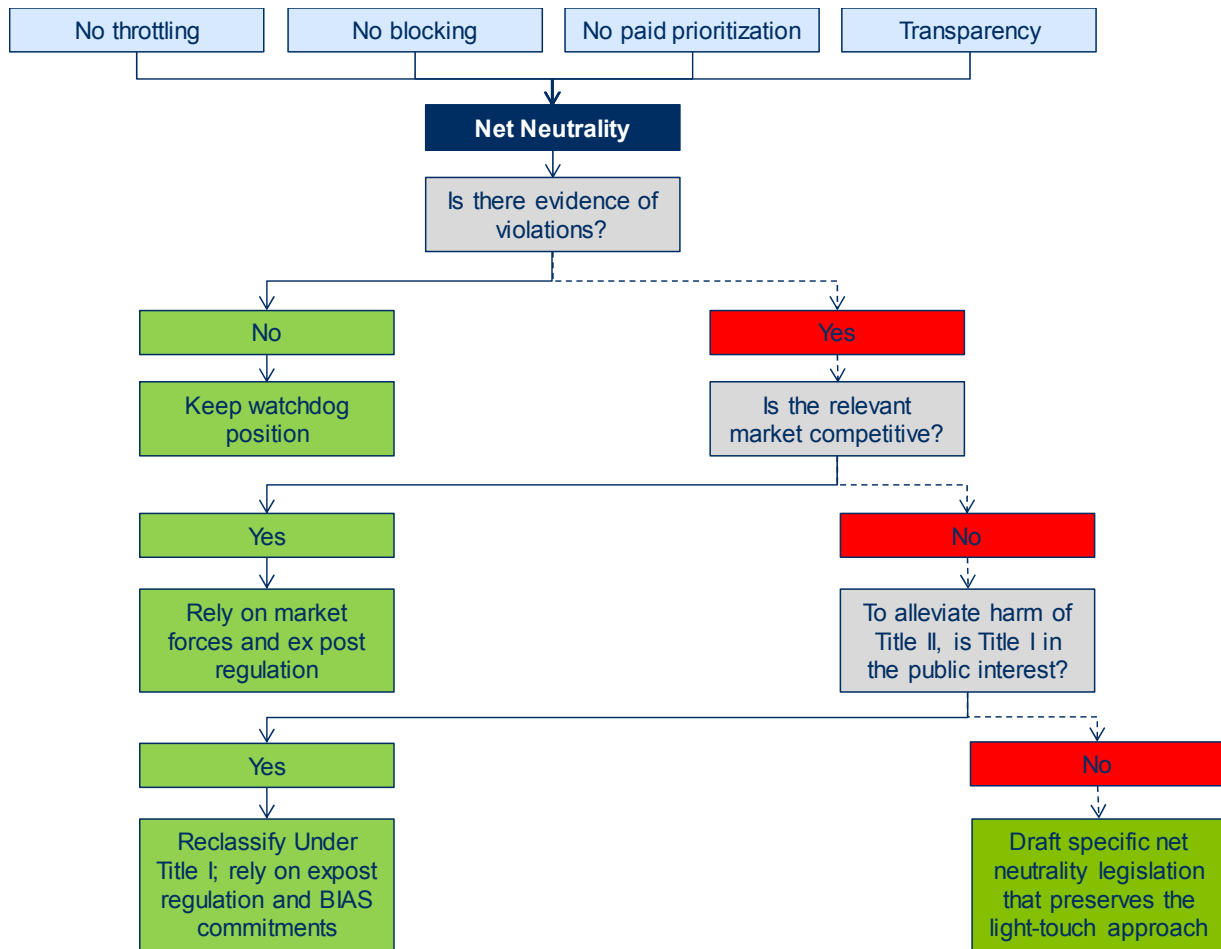 No throttling
No blocking
No paid prioritization
Transparency
Net Neutrality
Is there evidence of
violations?
No
Yes
Keep watchdog
position
Is the relevant
market competitive?
Yes
No
Rely on market
forces and ex post
regulation
To alleviate harm of
Title II, is Title I in
the public interest?
Yes
No
Reclassify Under
Title I; rely on expost
regulation and BIAS
commitments
Draft specific net
neutrality legislation
that preserves the
light-touch approach